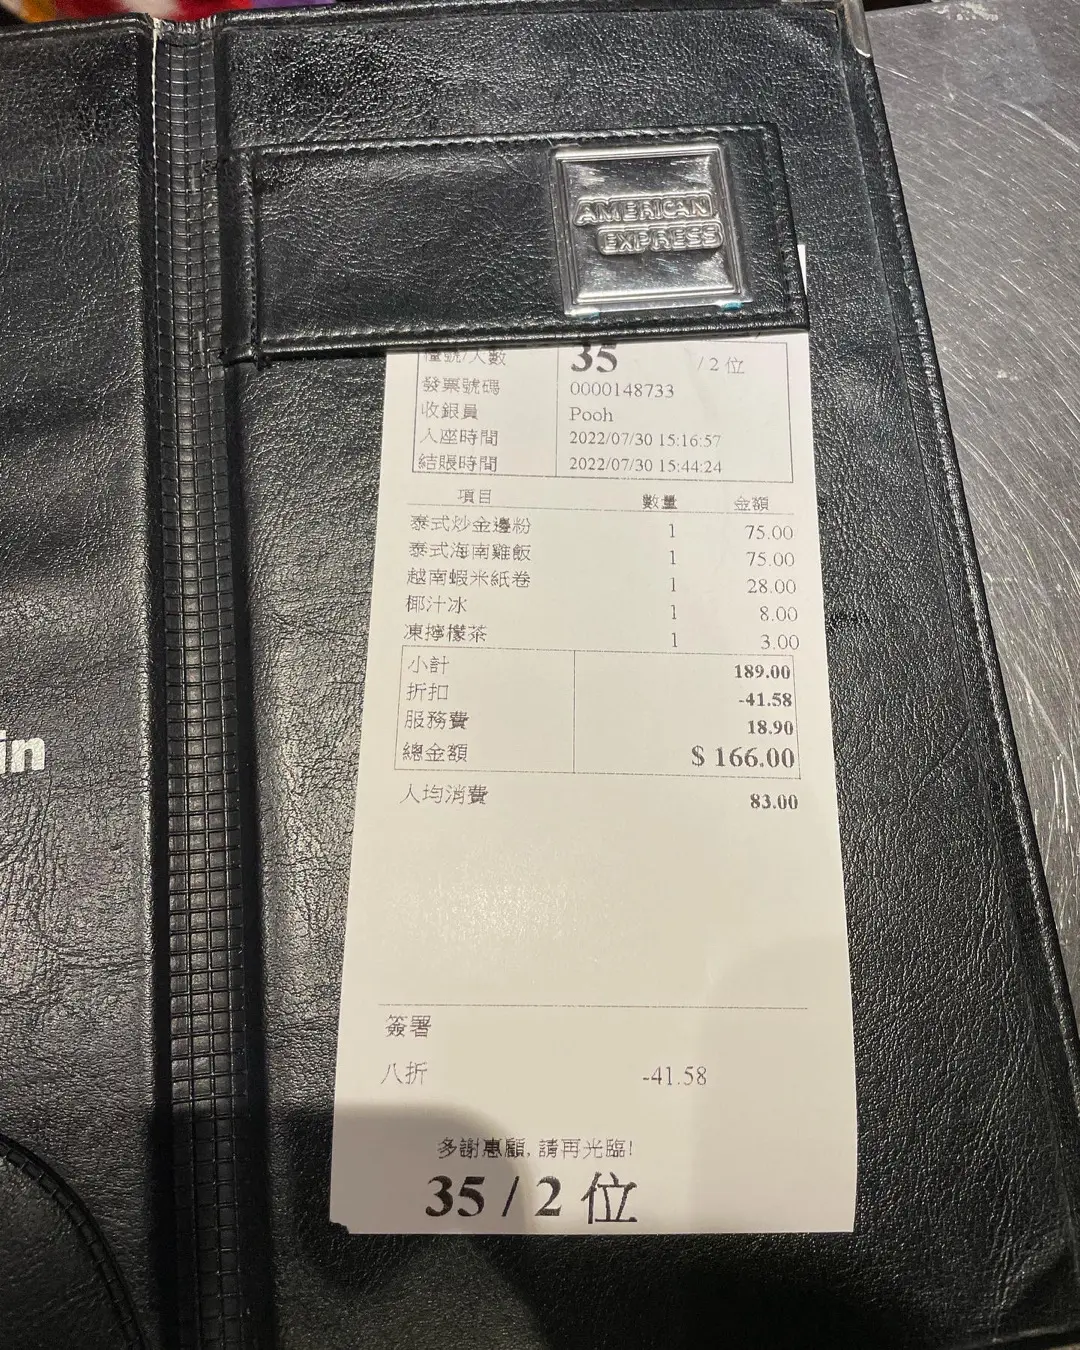 AMERICAN
EXPRESS
檯號/人數 35 / 2 位
發票號碼 0000148733
收銀員 Pooh
入座時間 2022/07/30 15:16:57
結賬時間 2022/07/30 15:44:24
項目 數量 金額
泰式炒金邊粉 1 75.00
泰式海南雞飯 1 75.00
越南蝦米紙卷 1 28.00
椰汁冰 1 8.00
凍檸檬茶 1 3.00
小計 189.00
折扣 -41.58
服務費 18.90
總金額 $ 166.00
人均消費 83.00
簽署
八折 -41.58
多謝惠顧, 請再光臨!
35 / 2 位
in